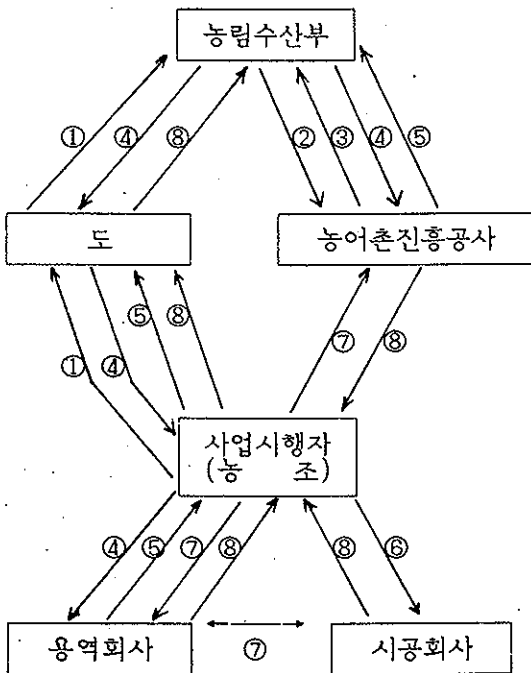 농림수산부
① ④ ⑧ ② ③ ④ ⑤
도 농어촌진흥공사
⑤ ⑧ ⑦ ⑧
① ④
사업시행자
(농 조)
④ ⑤ ⑦ ⑧ ⑧ ⑥
용역회사 ⑦ 시공회사